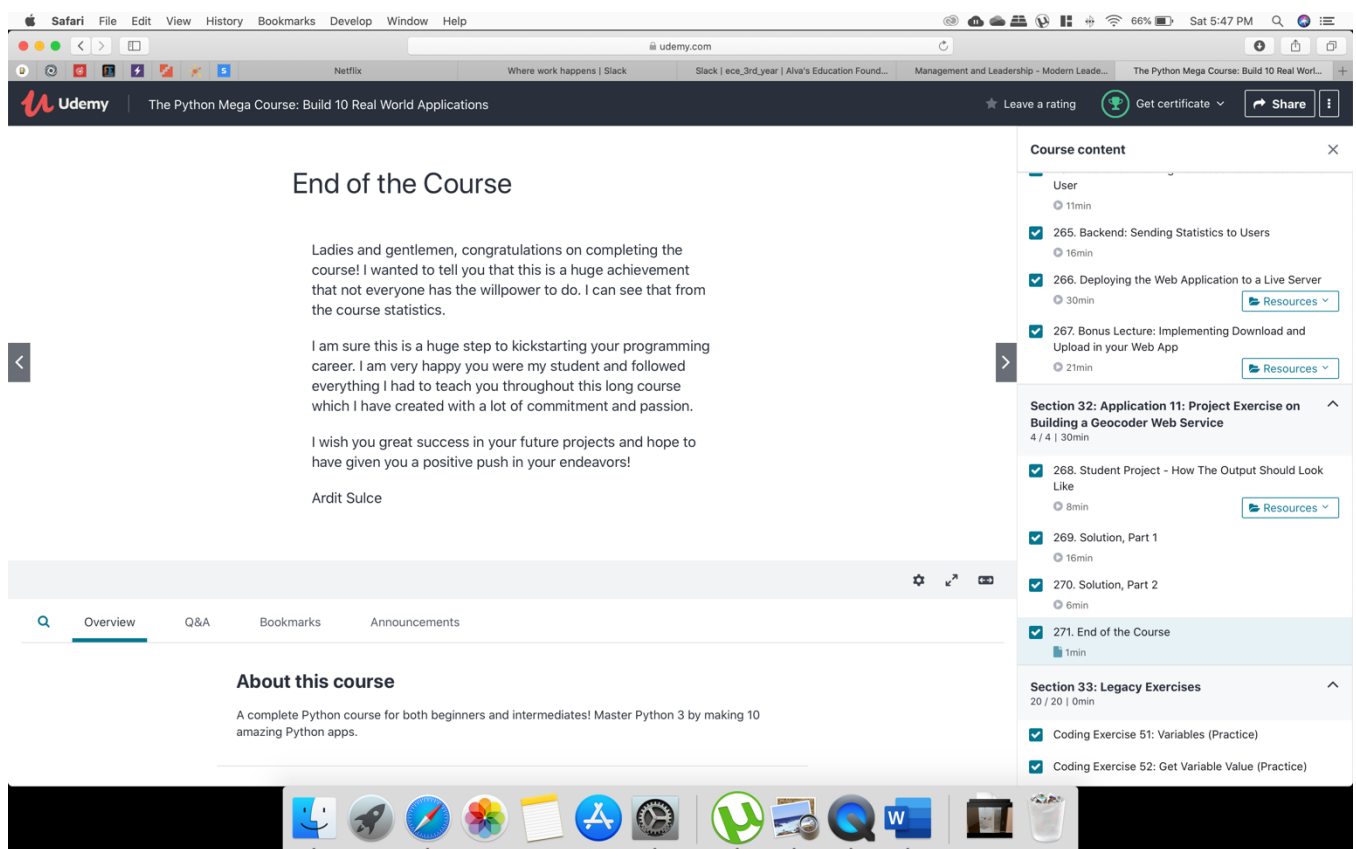 Safari File Edit View History Bookmarks Develop Window Help
66% Sat 5:47 PM
udemy.com
Netflix
Where work happens | Slack
Slack | ece_3rd_year | Alva's Education Found...
Management and Leadership - Modern Leade...
The Python Mega Course: Build 10 Real Worl...
Udemy
The Python Mega Course: Build 10 Real World Applications
Leave a rating
Get certificate
Share
End of the Course
Ladies and gentlemen, congratulations on completing the
course! I wanted to tell you that this is a huge achievement
that not everyone has the willpower to do. I can see that from
the course statistics.
I am sure this is a huge step to kickstarting your programming
career. I am very happy you were my student and followed
everything I had to teach you throughout this long course
which I have created with a lot of commitment and passion.
I wish you great success in your future projects and hope to
have given you a positive push in your endeavors!
Ardit Sulce
Overview Q&A Bookmarks Announcements
About this course
A complete Python course for both beginners and intermediates! Master Python 3 by making 10
amazing Python apps.
Course content
User
11min
265. Backend: Sending Statistics to Users
16min
266. Deploying the Web Application to a Live Server
30min
Resources
267. Bonus Lecture: Implementing Download and
Upload in your Web App
21min
Resources
Section 32: Application 11: Project Exercise on
Building a Geocoder Web Service
4 / 4 | 30min
268. Student Project - How The Output Should Look
Like
8min
Resources
269. Solution, Part 1
16min
270. Solution, Part 2
6min
271. End of the Course
1min
Section 33: Legacy Exercises
20 / 20 | 0min
Coding Exercise 51: Variables (Practice)
Coding Exercise 52: Get Variable Value (Practice)
W